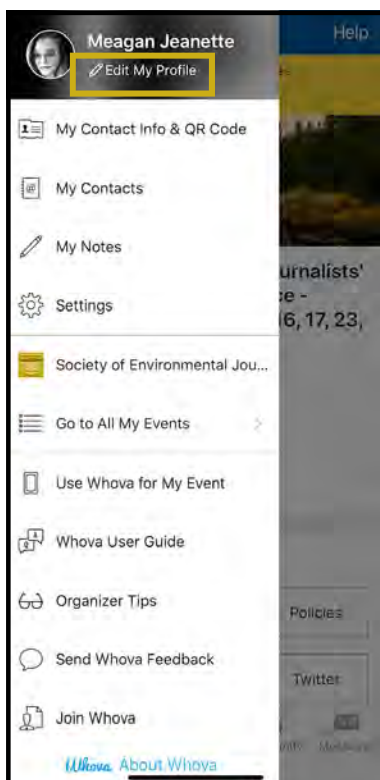 Meagan Jeanette
Help
Edit My Profile
My Contact Info & QR Code
My Contacts
My Notes
urnalists'
ce -
16, 17, 23,
Settings
Society of Environmental Jou...
Go to All My Events
Use Whova for My Event
Whova User Guide
Organizer Tips
Policies
Send Whova Feedback
Twitter
Join Whova
Whova About Whova